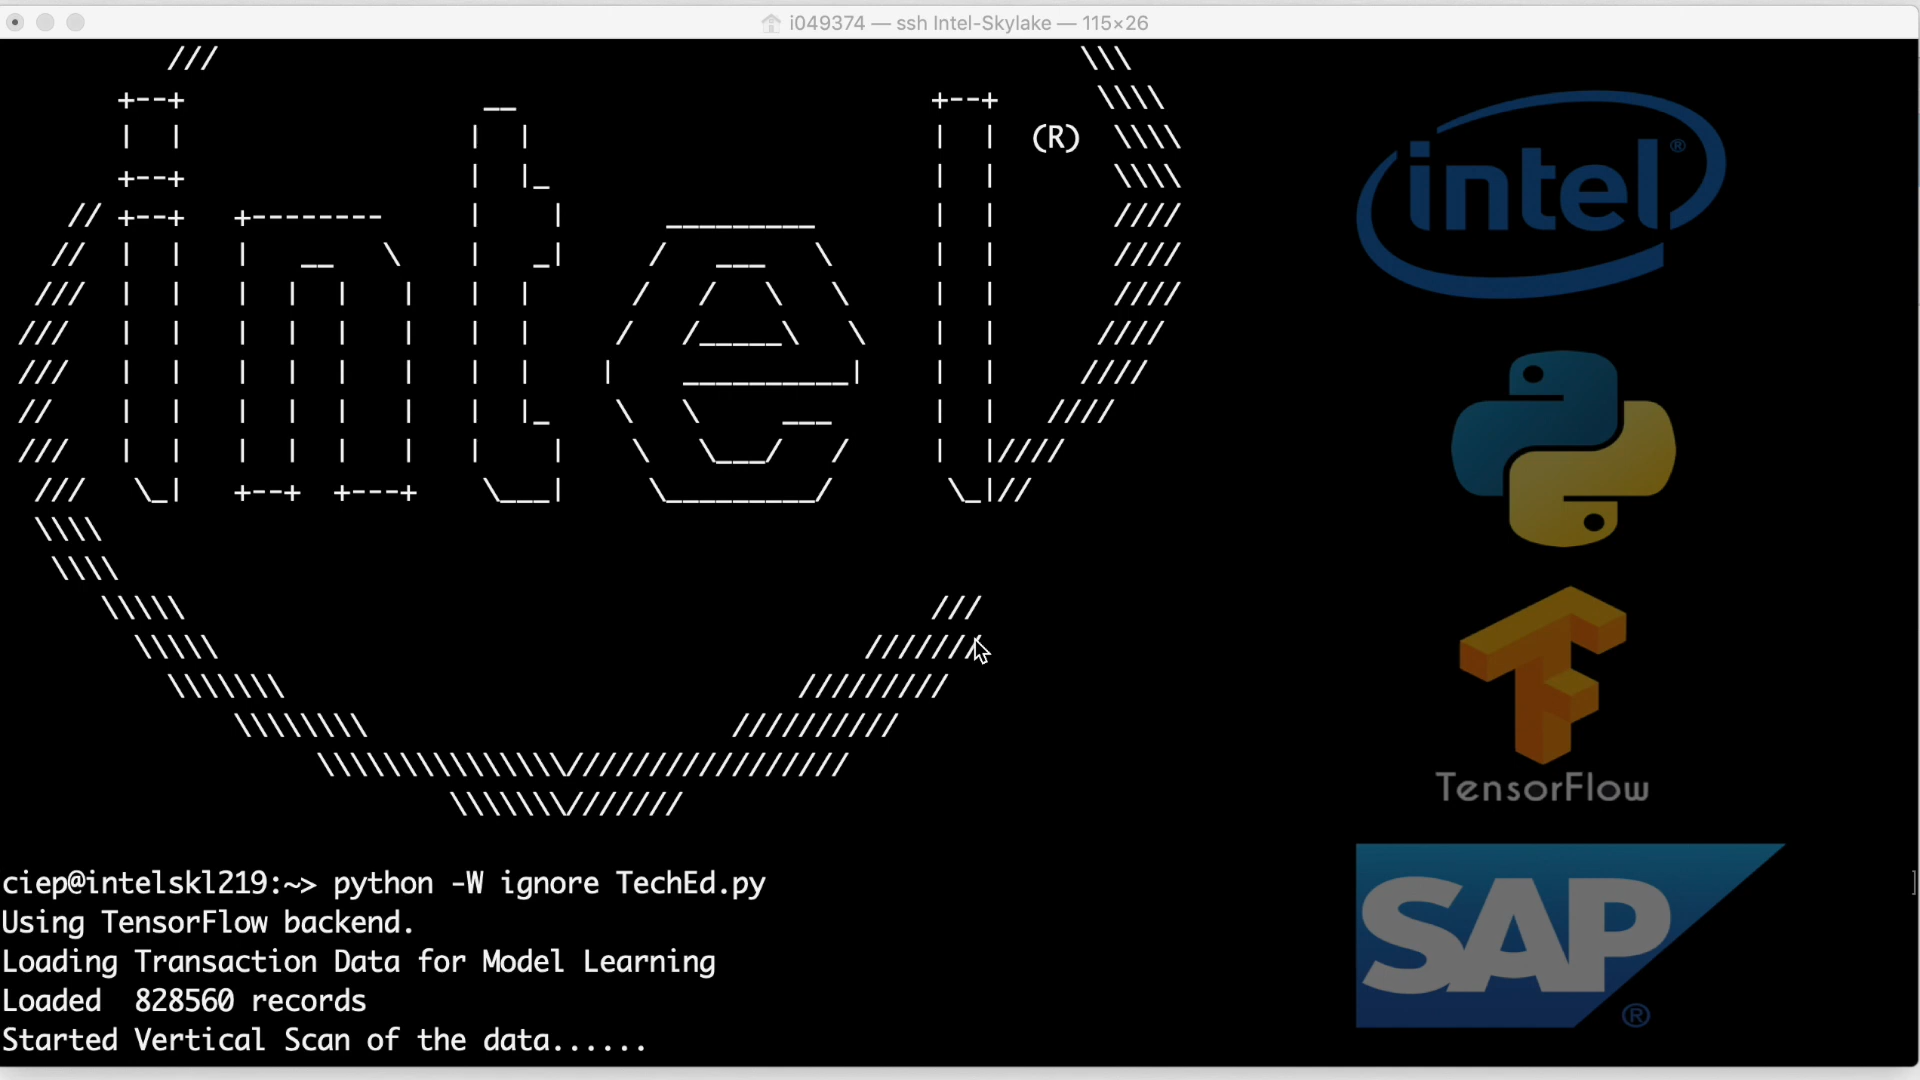 i049374 — ssh Intel-Skylake — 115×26
(R)
intel®
TensorFlow
SAP®
ciep@intelskl219:~> python -W ignore TechEd.py
Using TensorFlow backend.
Loading Transaction Data for Model Learning
Loaded  828560 records
Started Vertical Scan of the data......